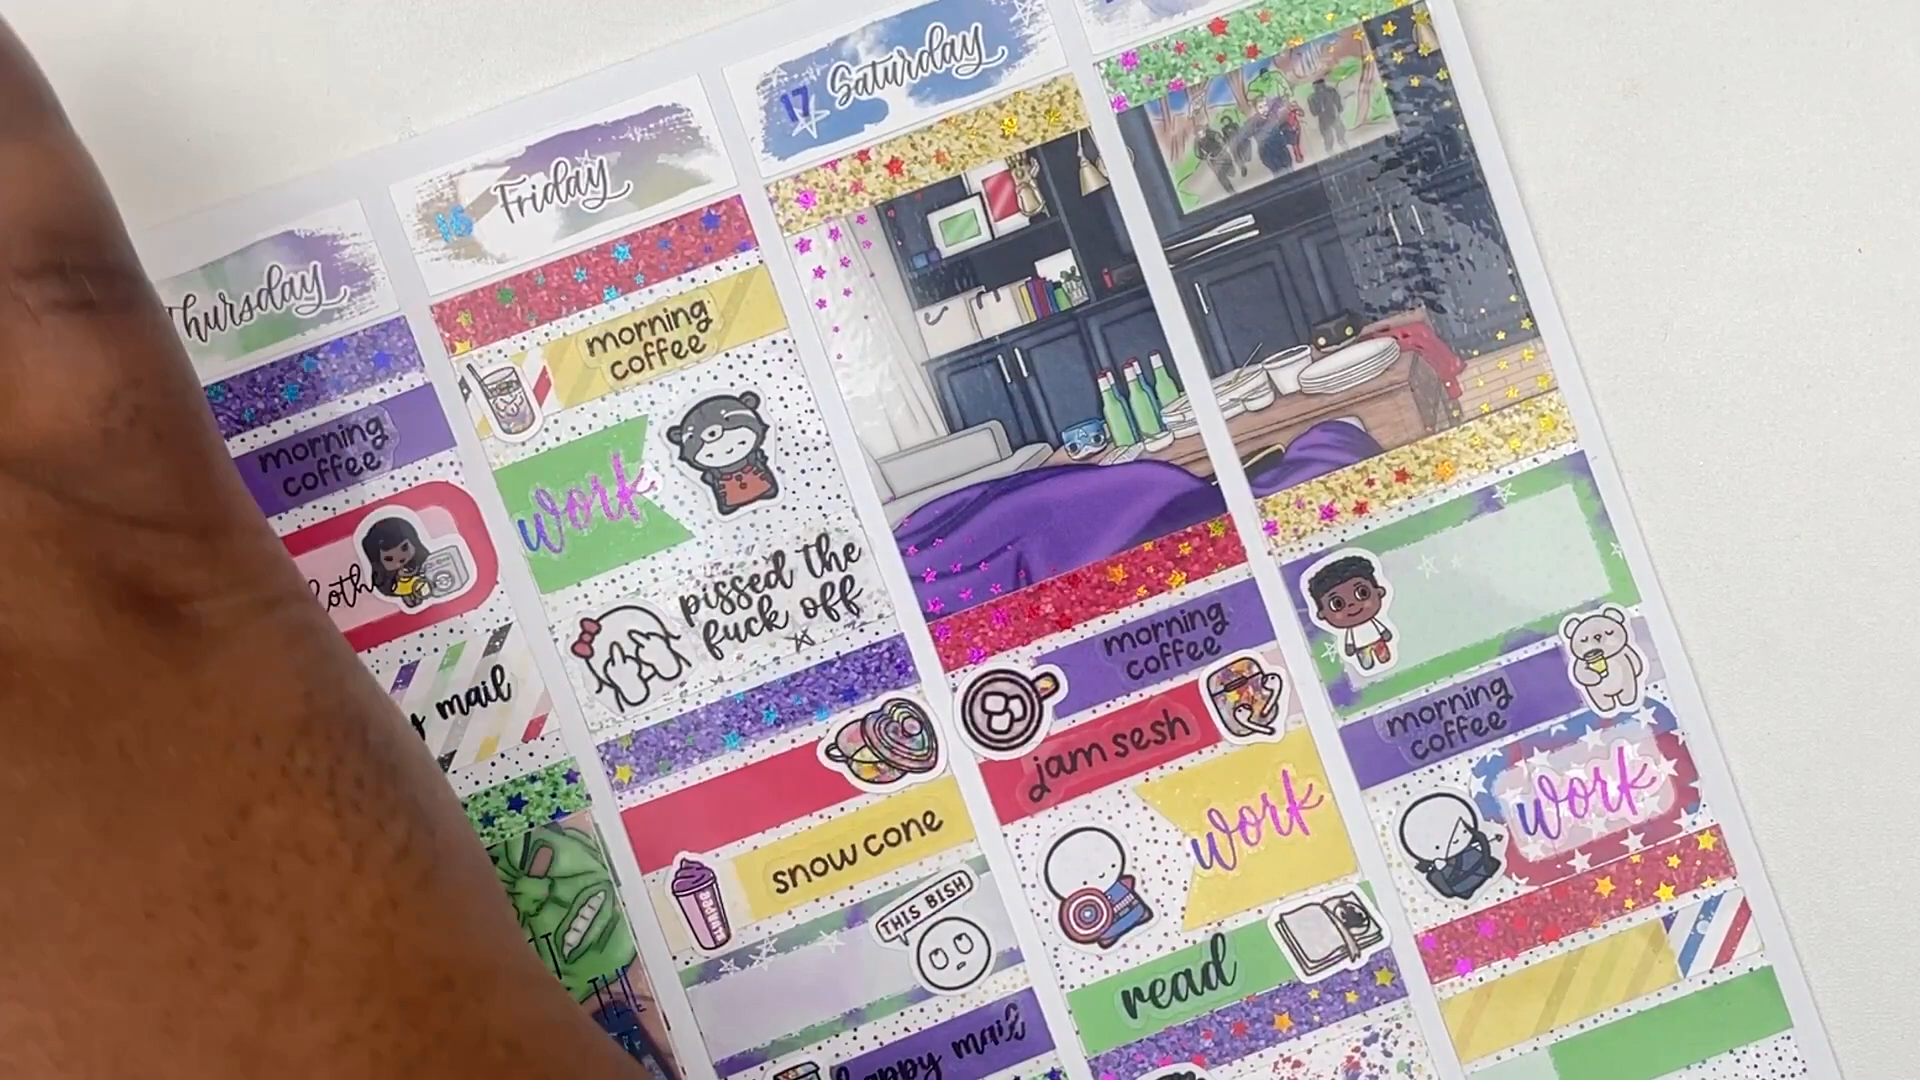 Thursday
morning
coffee
mail
16 Friday
morning
coffee
work
pissed the
fuck off
snow cone
THIS BISH
happy mail
17 Saturday
morning
coffee
jam sesh
work
read
morning
coffee
work